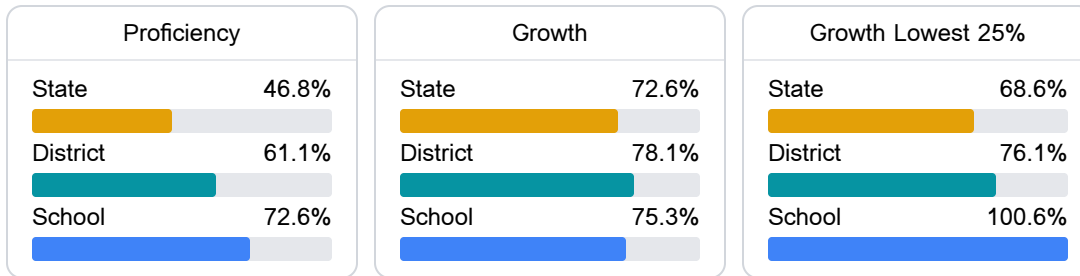 Proficiency
State 46.8%
District 61.1%
School 72.6%
Growth
State 72.6%
District 78.1%
School 75.3%
Growth Lowest 25%
State 68.6%
District 76.1%
School 100.6%